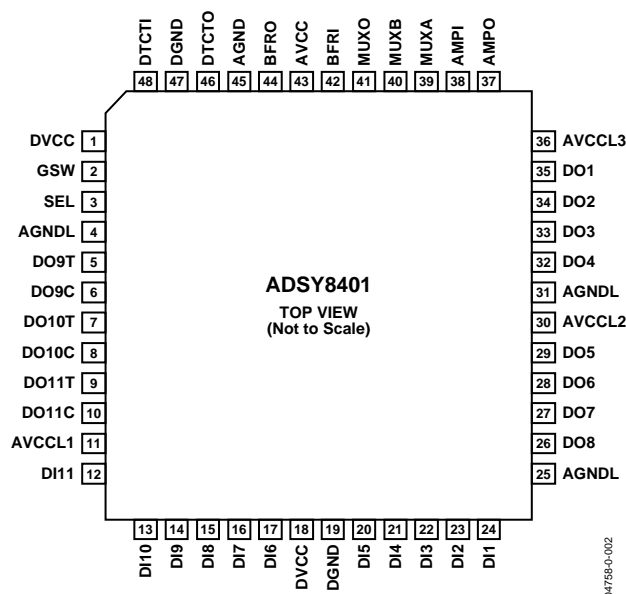 DTCTI DGND DTCTO AGND BFRO AVCC BFRI MUXO MUXB MUXA AMPI AMPO
48 47 46 45 44 43 42 41 40 39 38 37
DVCC 1
GSW 2
SEL 3
AGNDL 4
DO9T 5
DO9C 6
DO10T 7
DO10C 8
DO11T 9
DO11C 10
AVCCL1 11
DI11 12
ADSY8401
TOP VIEW
(Not to Scale)
36 AVCCL3
35 DO1
34 DO2
33 DO3
32 DO4
31 AGNDL
30 AVCCL2
29 DO5
28 DO6
27 DO7
26 DO8
25 AGNDL
13 14 15 16 17 18 19 20 21 22 23 24
DI10 DI9 DI8 DI7 DI6 DVCC DGND DI5 DI4 DI3 DI2 DI1
04758-0-002